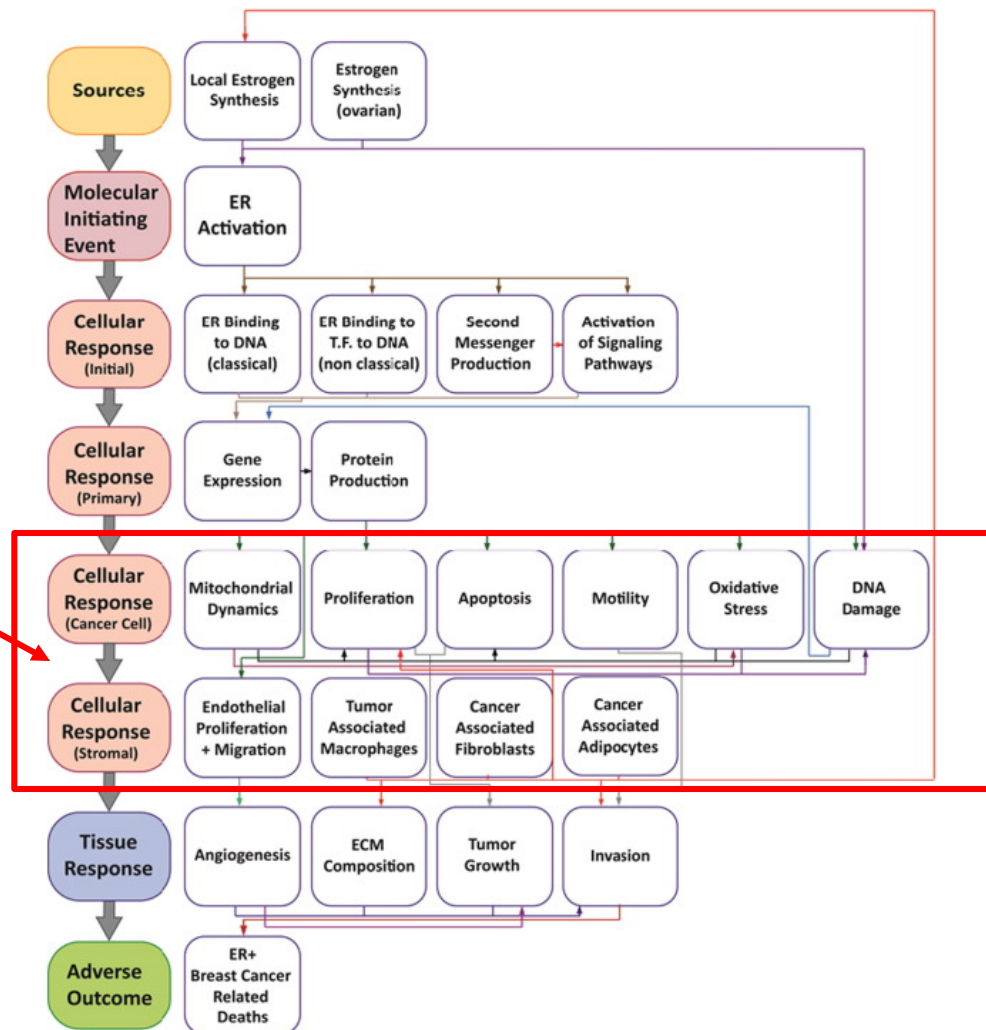 Sources
Local Estrogen
Synthesis
Estrogen
Synthesis
(ovarian)
Molecular
Initiating
Event
ER
Activation
Cellular
Response
(Initial)
ER Binding
to DNA
(classical)
ER Binding to
T.F. to DNA
(non classical)
Second
Messenger
Production
Activation
of Signaling
Pathways
Cellular
Response
(Primary)
Gene
Expression
Protein
Production
Cellular
Response
(Cancer Cell)
Mitochondrial
Dynamics
Proliferation
Apoptosis
Motility
Oxidative
Stress
DNA
Damage
Cellular
Response
(Stromal)
Endothelial
Proliferation
+ Migration
Tumor
Associated
Macrophages
Cancer
Associated
Fibroblasts
Cancer
Associated
Adipocytes
Tissue
Response
Angiogenesis
ECM
Composition
Tumor
Growth
Invasion
Adverse
Outcome
ER+
Breast Cancer
Related
Deaths